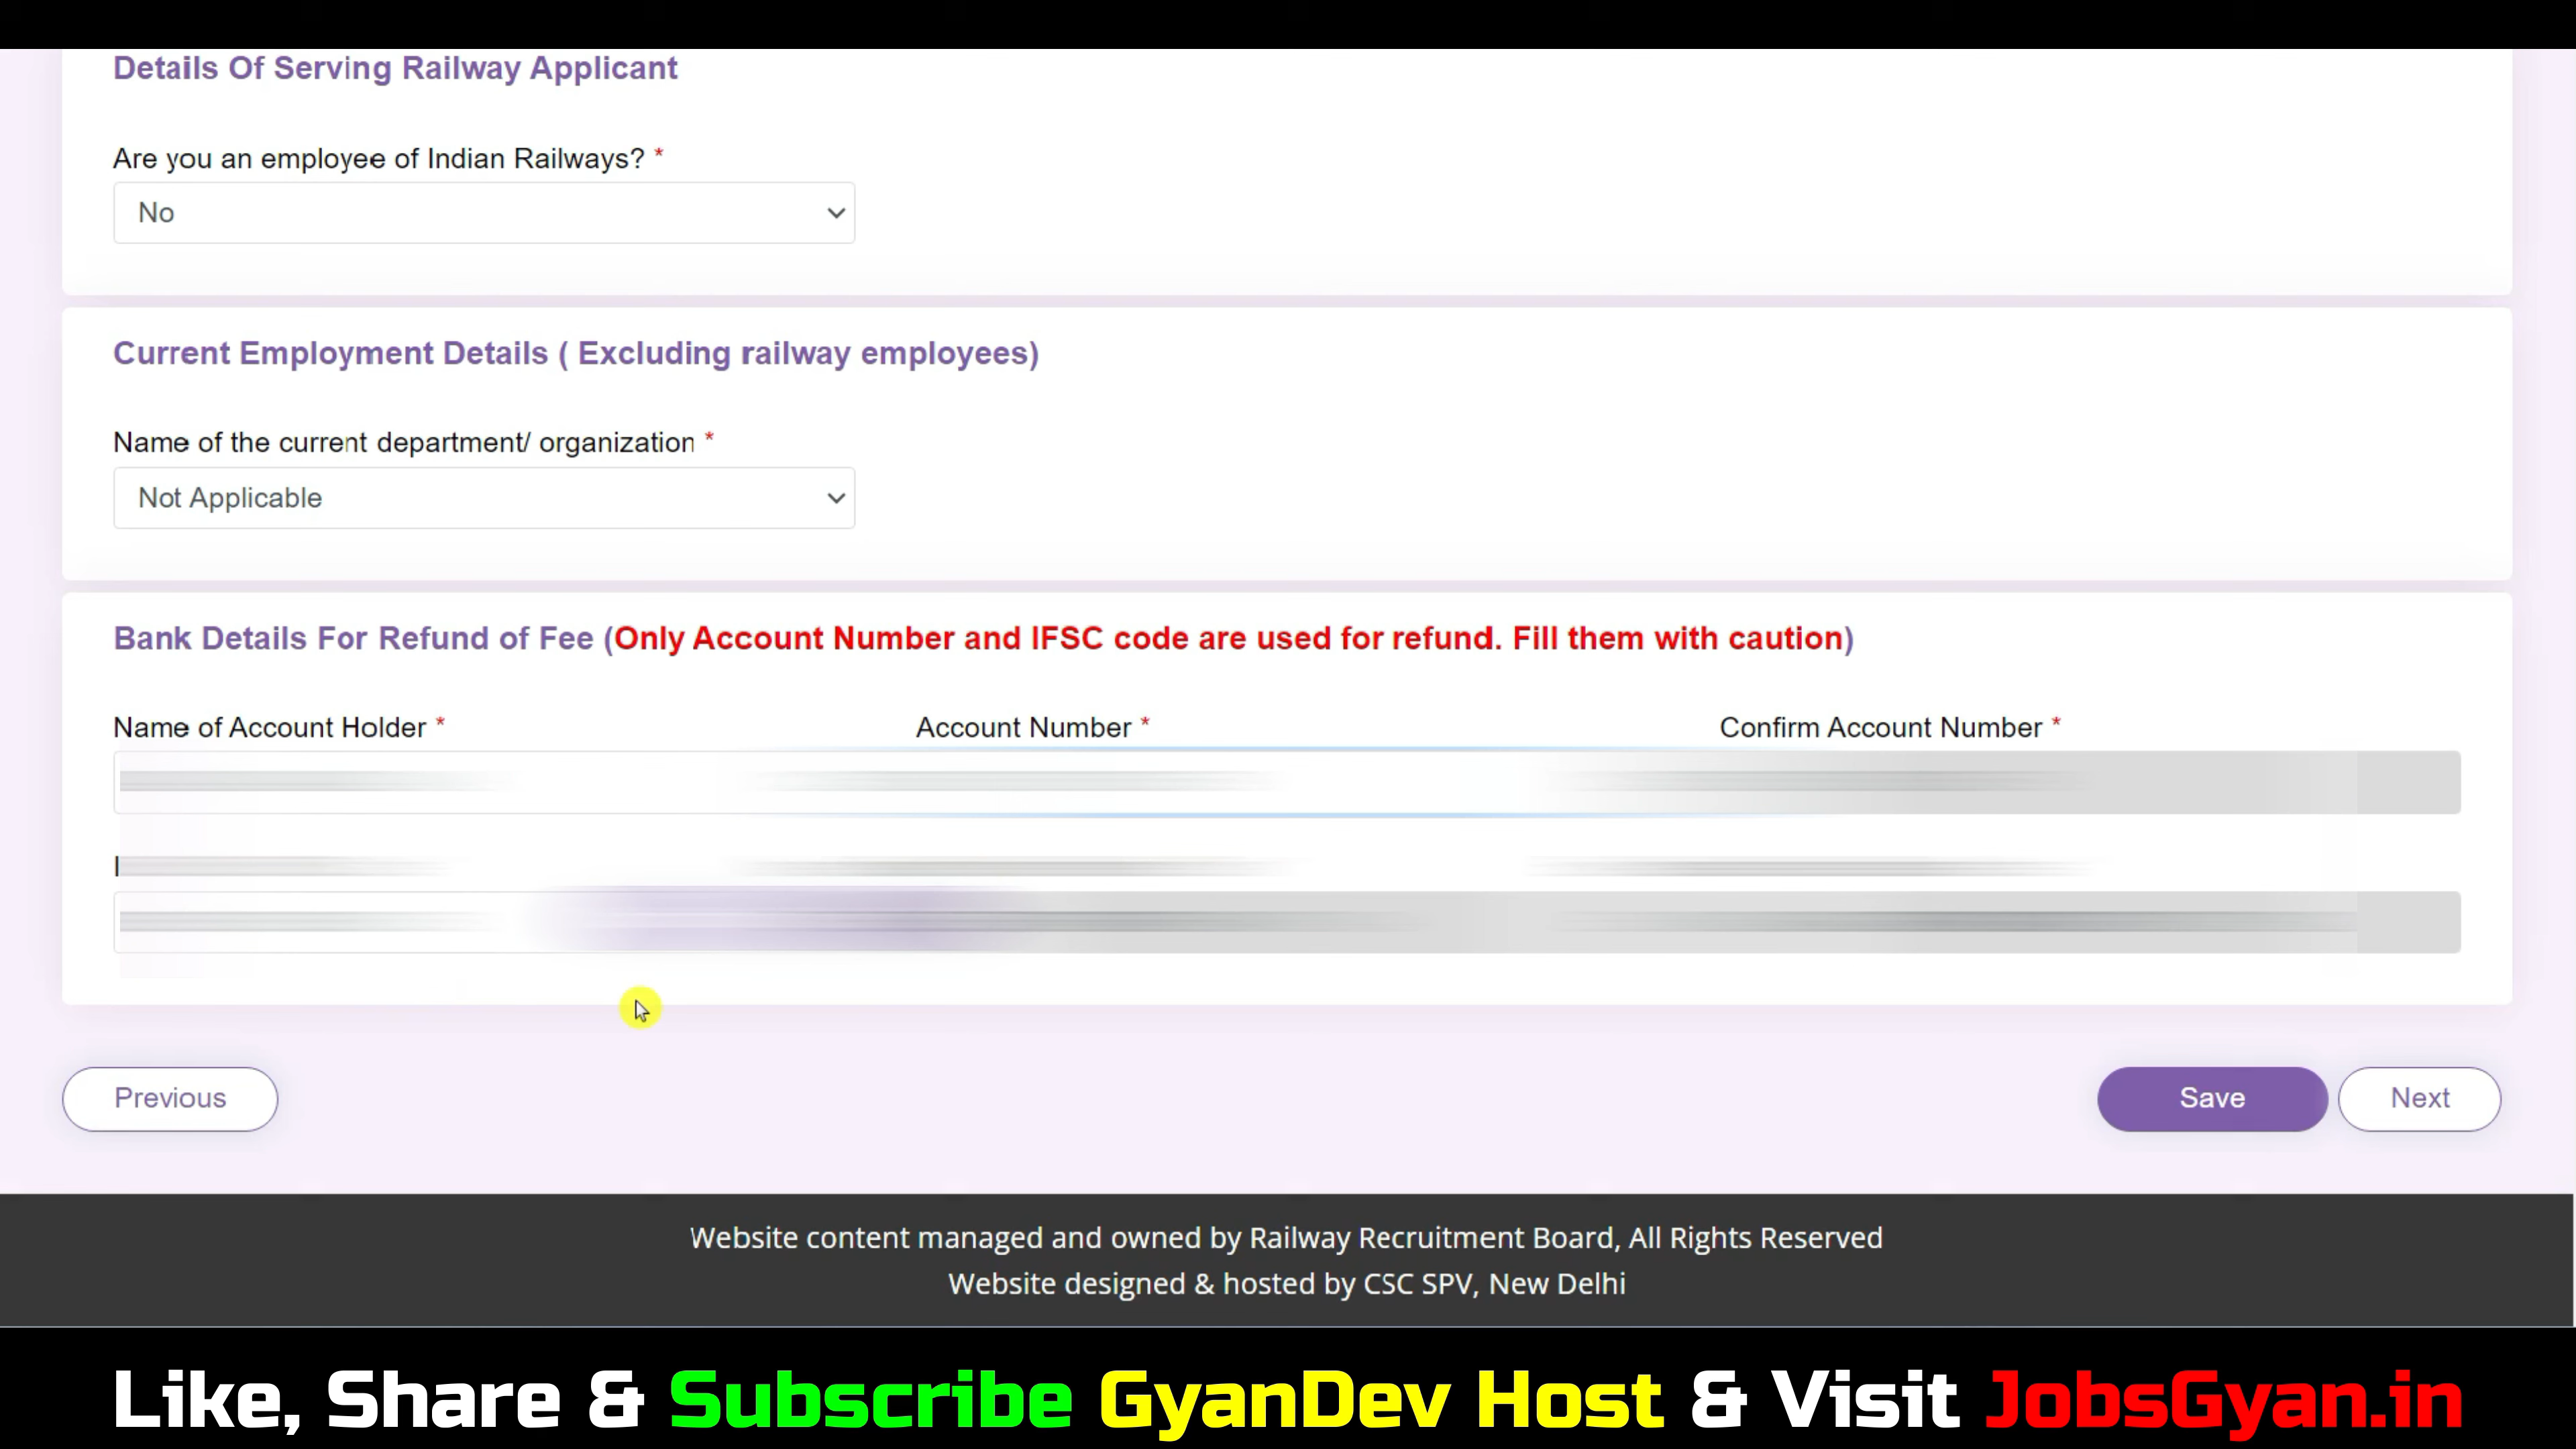 Details Of Serving Railway Applicant
Are you an employee of Indian Railways? *
No
Current Employment Details ( Excluding railway employees)
Name of the current department/ organization *
Not Applicable
Bank Details For Refund of Fee (Only Account Number and IFSC code are used for refund. Fill them with caution)
Name of Account Holder * Account Number * Confirm Account Number *
Previous Save Next
Website content managed and owned by Railway Recruitment Board, All Rights Reserved
Website designed & hosted by CSC SPV, New Delhi
Like, Share & Subscribe GyanDev Host & Visit JobsGyan.in